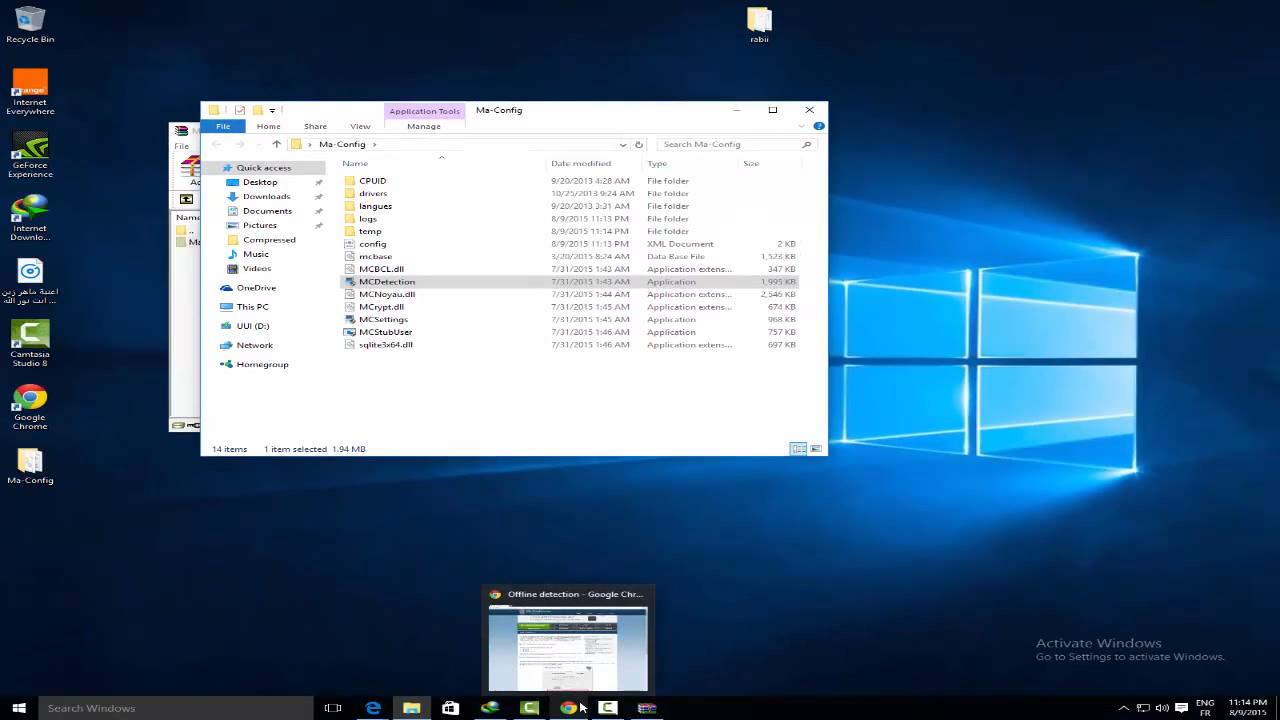 Recycle Bin
rabii
Internet
Everywhere
GeForce
Experience
Internet
Downlo...
اغنية ماهر زين
Camtasia
Studio 8
Google
Chrome
Ma-Config
Application Tools
Ma-Config
File
Home
Share
View
Manage
Ma-Config
Search Ma-Config
Quick access
Desktop
Downloads
Documents
Pictures
Compressed
Music
Videos
OneDrive
This PC
UUI (D:)
Network
Homegroup
Name Date modified Type Size
CPUID 9/20/2013 4:28 AM File folder
drivers 10/25/2013 9:24 AM File folder
langues 9/20/2013 3:31 AM File folder
logs 8/9/2015 11:13 PM File folder
temp 8/9/2015 11:14 PM File folder
config 8/9/2015 11:13 PM XML Document 2 KB
mcbase 3/20/2015 8:24 AM Data Base File 1,523 KB
MCBCL.dll 7/31/2015 1:43 AM Application extens... 347 KB
MCDetection 7/31/2015 1:43 AM Application 1,995 KB
MCNoyau.dll 7/31/2015 1:44 AM Application extens... 2,546 KB
MCrypt.dll 7/31/2015 1:45 AM Application extens... 674 KB
MCSettings 7/31/2015 1:45 AM Application 968 KB
MCStubUser 7/31/2015 1:46 AM Application 757 KB
sqlite3x64.dll 7/31/2015 1:46 AM Application extens... 697 KB
14 items 1 item selected 1.94 MB
File
Name
Offline detection - Google Chr...
Activate Windows
Go to Settings to activate Windows.
Search Windows
ENG
FR
11:14 PM
8/9/2015